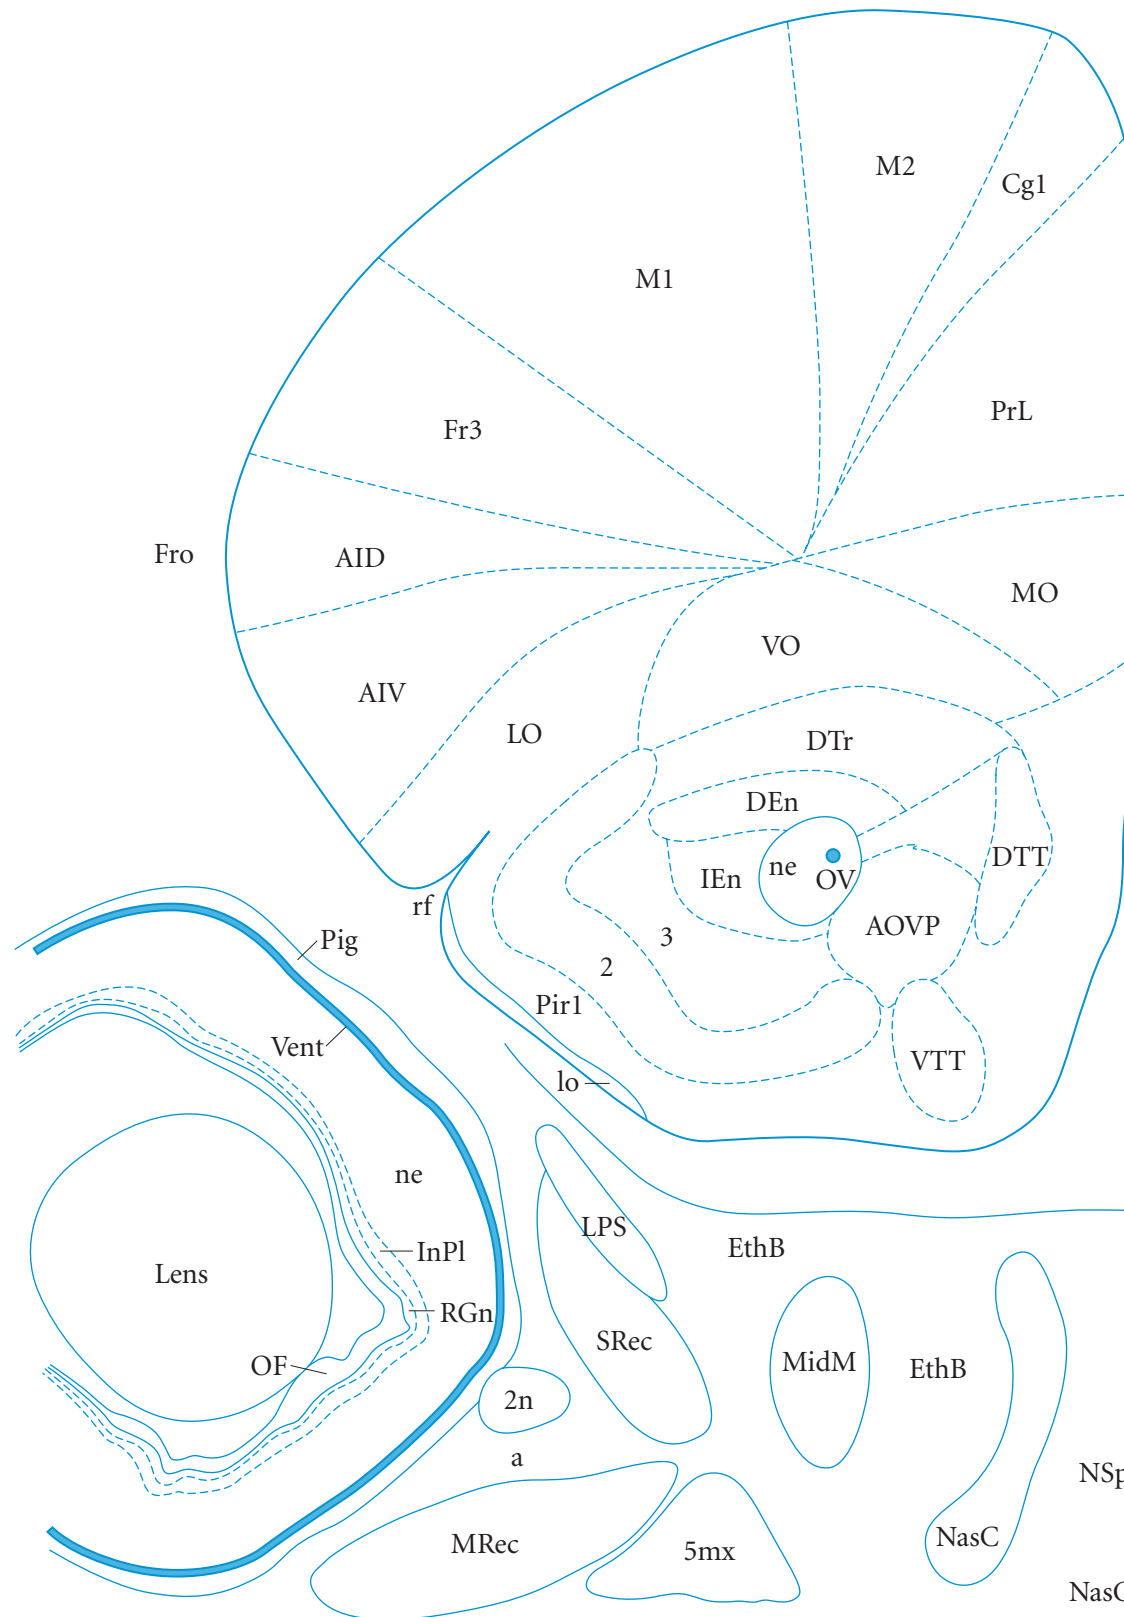 M2
Cg1
M1
PrL
Fr3
Fro
AID
MO
VO
AIV
LO
DTr
DEn
ne
OV
IEn
DTT
rf
AOVP
Pig
3
2
Pir1
Vent
VTT
lo
ne
LPS
EthB
InPl
Lens
RGn
SRec
MidM
EthB
OF
2n
a
NSp
MRec
5mx
NasC
Nas